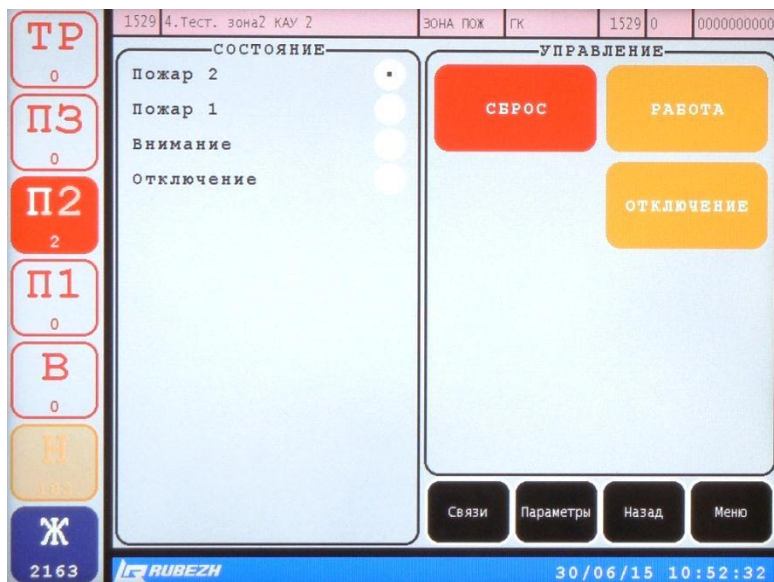 1529 4.Тест. зона2 КАУ 2 ЗОНА ПОЖ ГК 1529 0 0000000000
ТР
0
ПЗ
0
П2
2
П1
0
В
0
Н
Ж
2163
СОСТОЯНИЕ
Пожар 2
Пожар 1
Внимание
Отключение
УПРАВЛЕНИЕ
СБРОС РАБОТА
ОТКЛЮЧЕНИЕ
Связи Параметры Назад Меню
RUBEZH 30/06/15 10:52:32